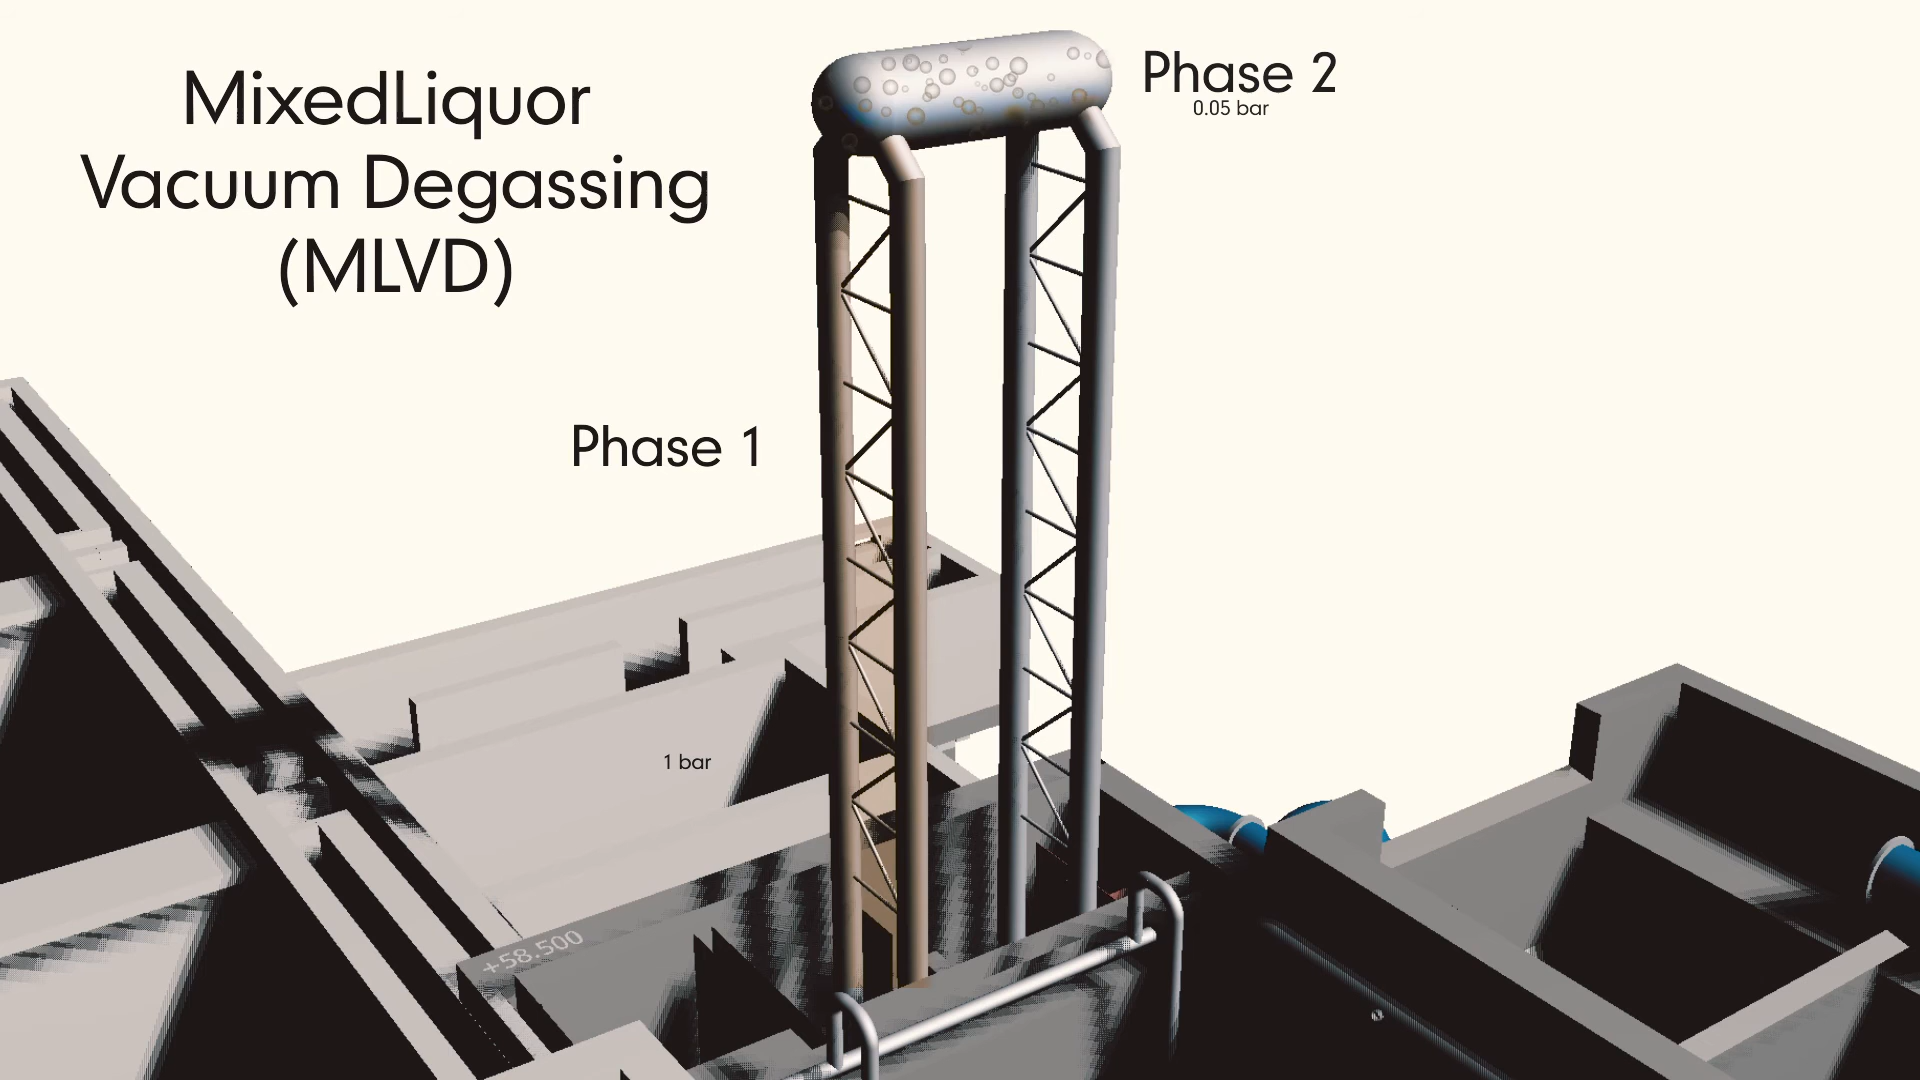 MixedLiquor
Vacuum Degassing
(MLVD)
Phase 2
0.05 bar
Phase 1
1 bar
+58.500